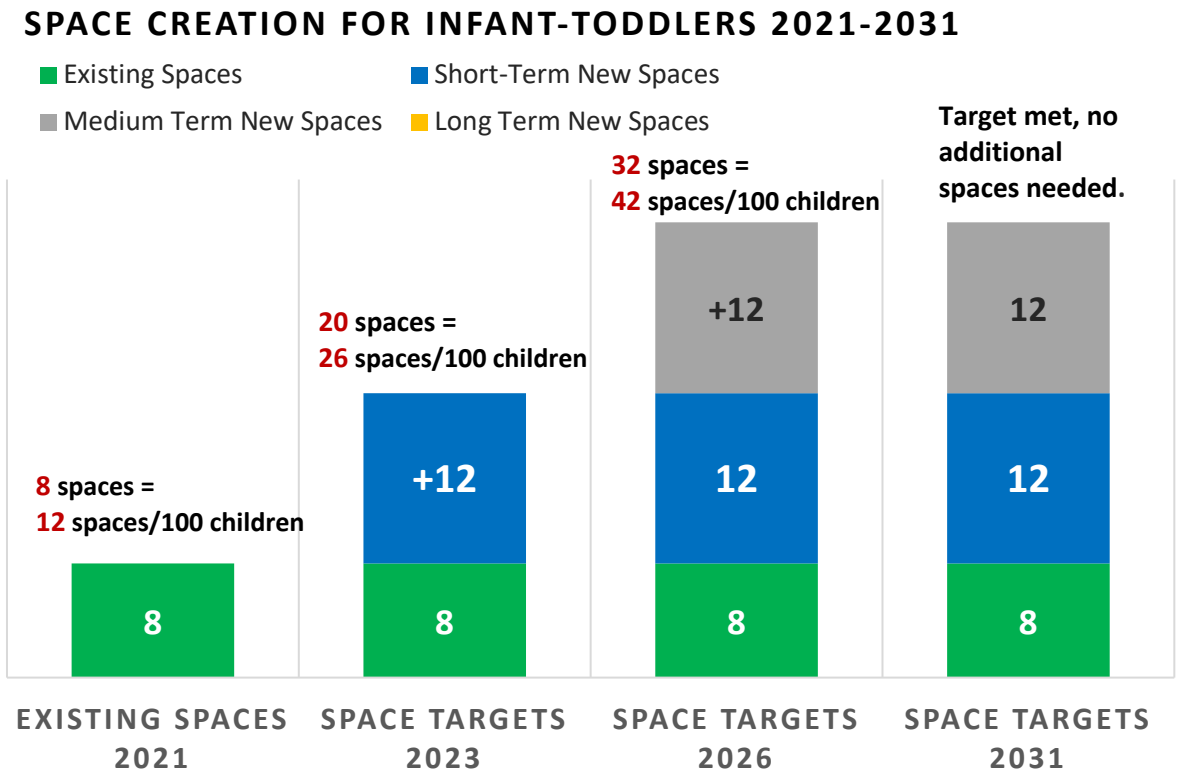 SPACE CREATION FOR INFANT-TODDLERS 2021-2031
Existing Spaces
Short-Term New Spaces
Medium Term New Spaces
Long Term New Spaces
8 spaces =
12 spaces/100 children
8
20 spaces =
26 spaces/100 children
+12
8
32 spaces =
42 spaces/100 children
+12
12
8
Target met, no
additional
spaces needed.
12
12
8
EXISTING SPACES
2021
SPACE TARGETS
2023
SPACE TARGETS
2026
SPACE TARGETS
2031